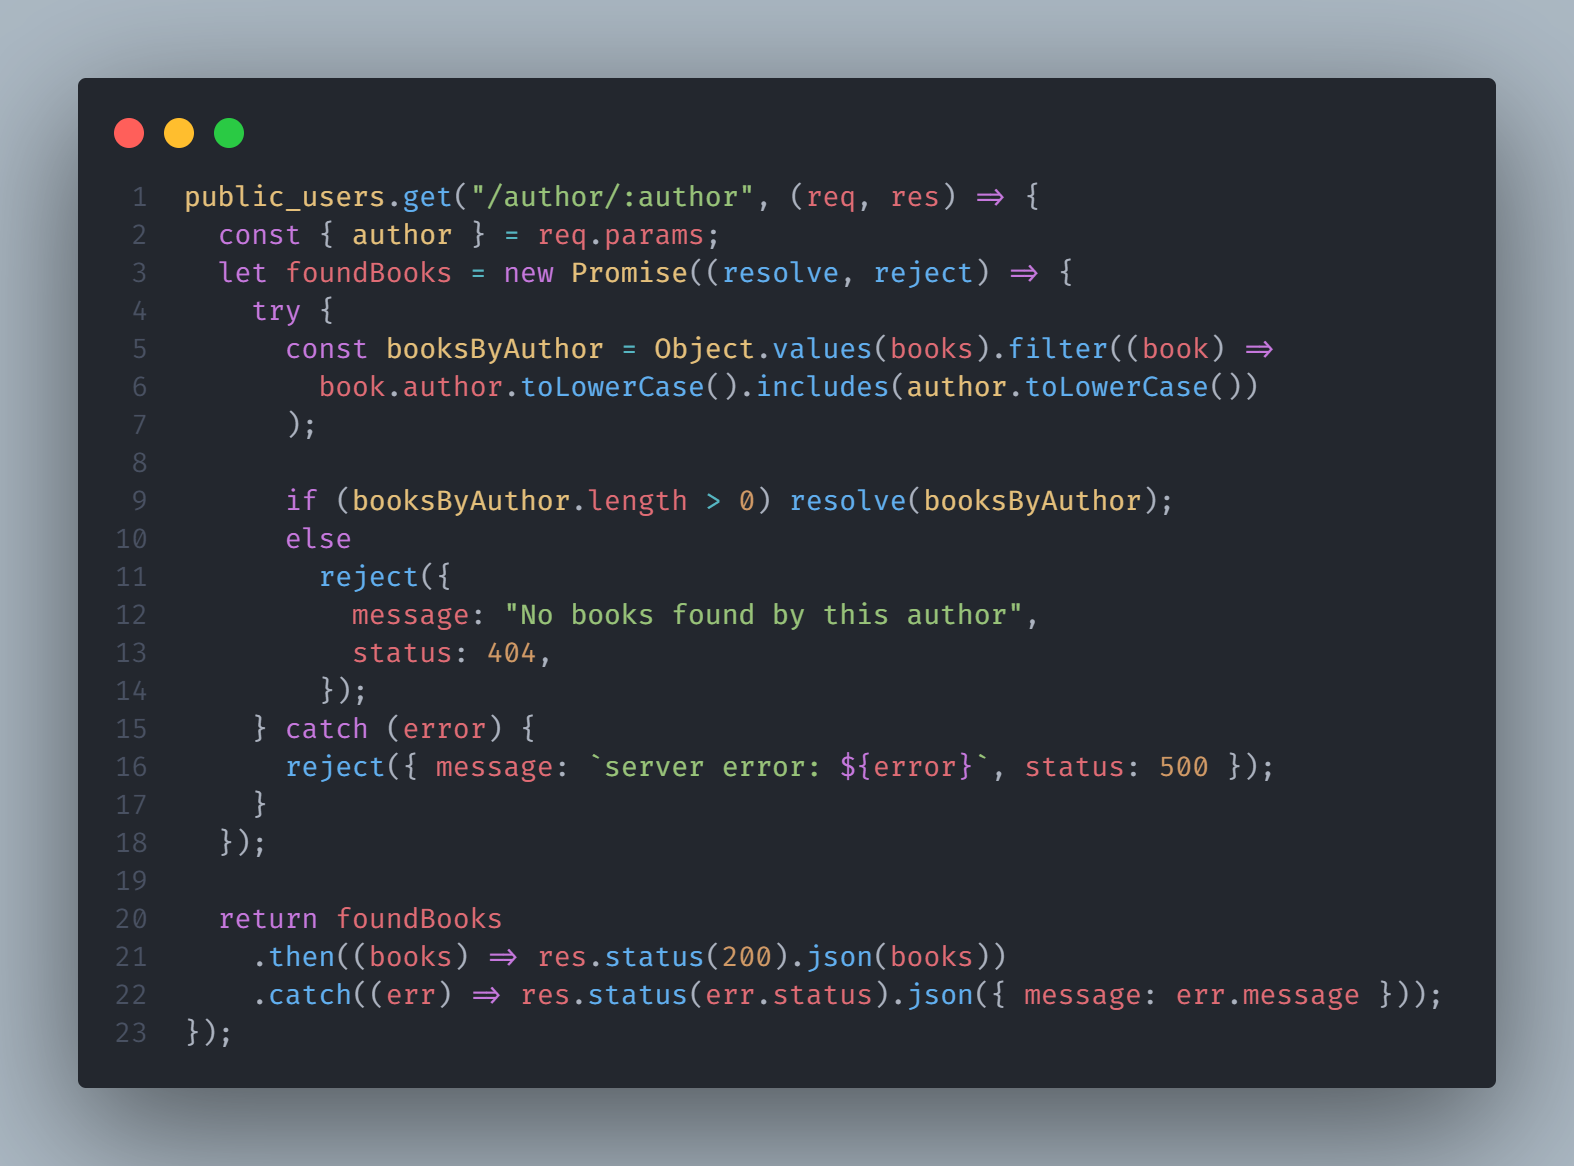 1 public_users.get("/author/:author", (req, res) => {
2   const { author } = req.params;
3   let foundBooks = new Promise((resolve, reject) => {
4     try {
5       const booksByAuthor = Object.values(books).filter((book) =>
6         book.author.toLowerCase().includes(author.toLowerCase())
7       );
8
9       if (booksByAuthor.length > 0) resolve(booksByAuthor);
10       else
11         reject({
12           message: "No books found by this author",
13           status: 404,
14         });
15     } catch (error) {
16       reject({ message: `server error: ${error}`, status: 500 });
17     }
18   });
19
20   return foundBooks
21     .then((books) => res.status(200).json(books))
22     .catch((err) => res.status(err.status).json({ message: err.message }));
23 });